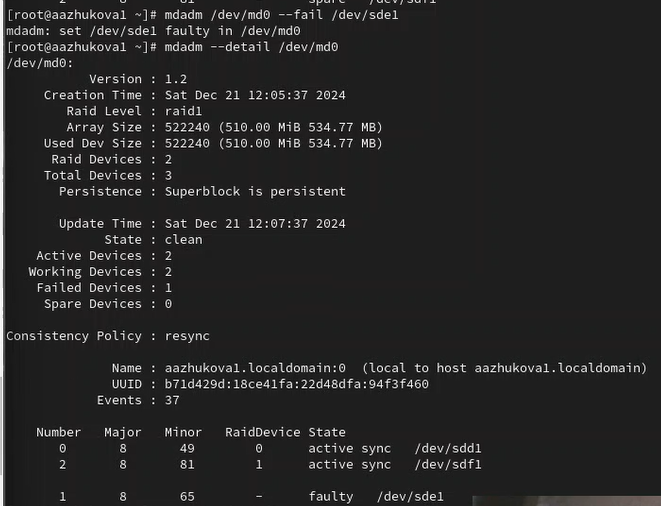 2 8 81 - spare /dev/sdf1
[root@aazhukova1 ~]# mdadm /dev/md0 --fail /dev/sde1
mdadm: set /dev/sde1 faulty in /dev/md0
[root@aazhukova1 ~]# mdadm --detail /dev/md0
/dev/md0:
Version : 1.2
Creation Time : Sat Dec 21 12:05:37 2024
Raid Level : raid1
Array Size : 522240 (510.00 MiB 534.77 MB)
Used Dev Size : 522240 (510.00 MiB 534.77 MB)
Raid Devices : 2
Total Devices : 3
Persistence : Superblock is persistent
Update Time : Sat Dec 21 12:07:37 2024
State : clean
Active Devices : 2
Working Devices : 2
Failed Devices : 1
Spare Devices : 0
Consistency Policy : resync
Name : aazhukova1.localdomain:0 (local to host aazhukova1.localdomain)
UUID : b71d429d:18ce41fa:22d48dfa:94f3f460
Events : 37
Number Major Minor RaidDevice State
0 8 49 0 active sync /dev/sdd1
2 8 81 1 active sync /dev/sdf1
1 8 65 - faulty /dev/sde1